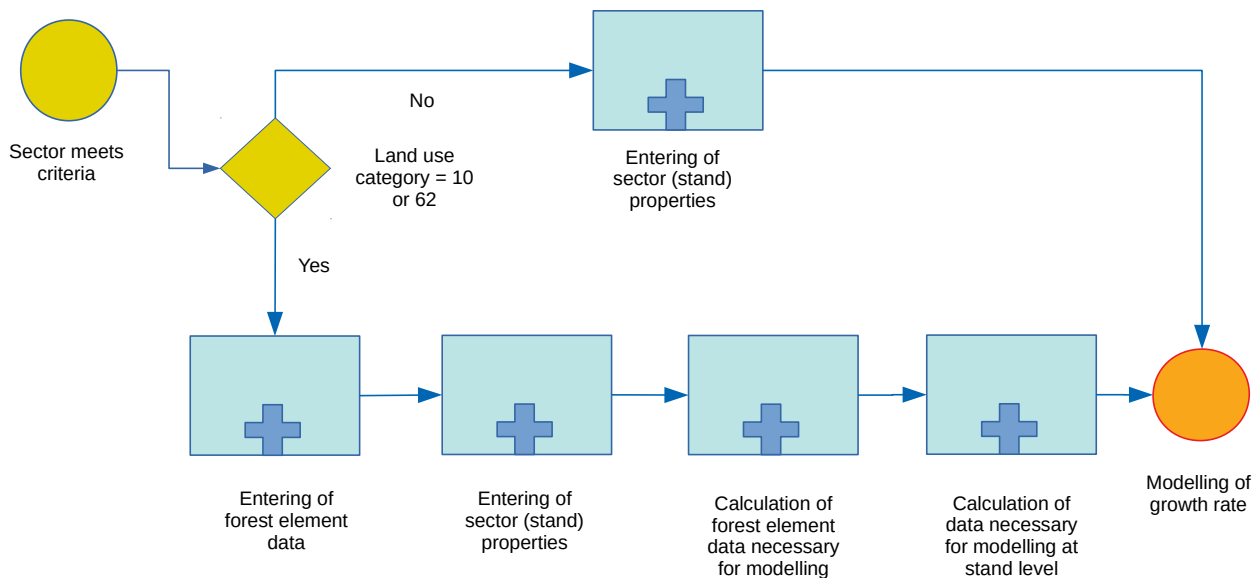 Sector meets
criteria
No
Land use
category = 10
or 62
Yes
Entering of
sector (stand)
properties
Entering of
forest element
data
Entering of
sector (stand)
properties
Calculation of
forest element
data necessary
for modelling
Calculation of
data necessary
for modelling at
stand level
Modelling of
growth rate